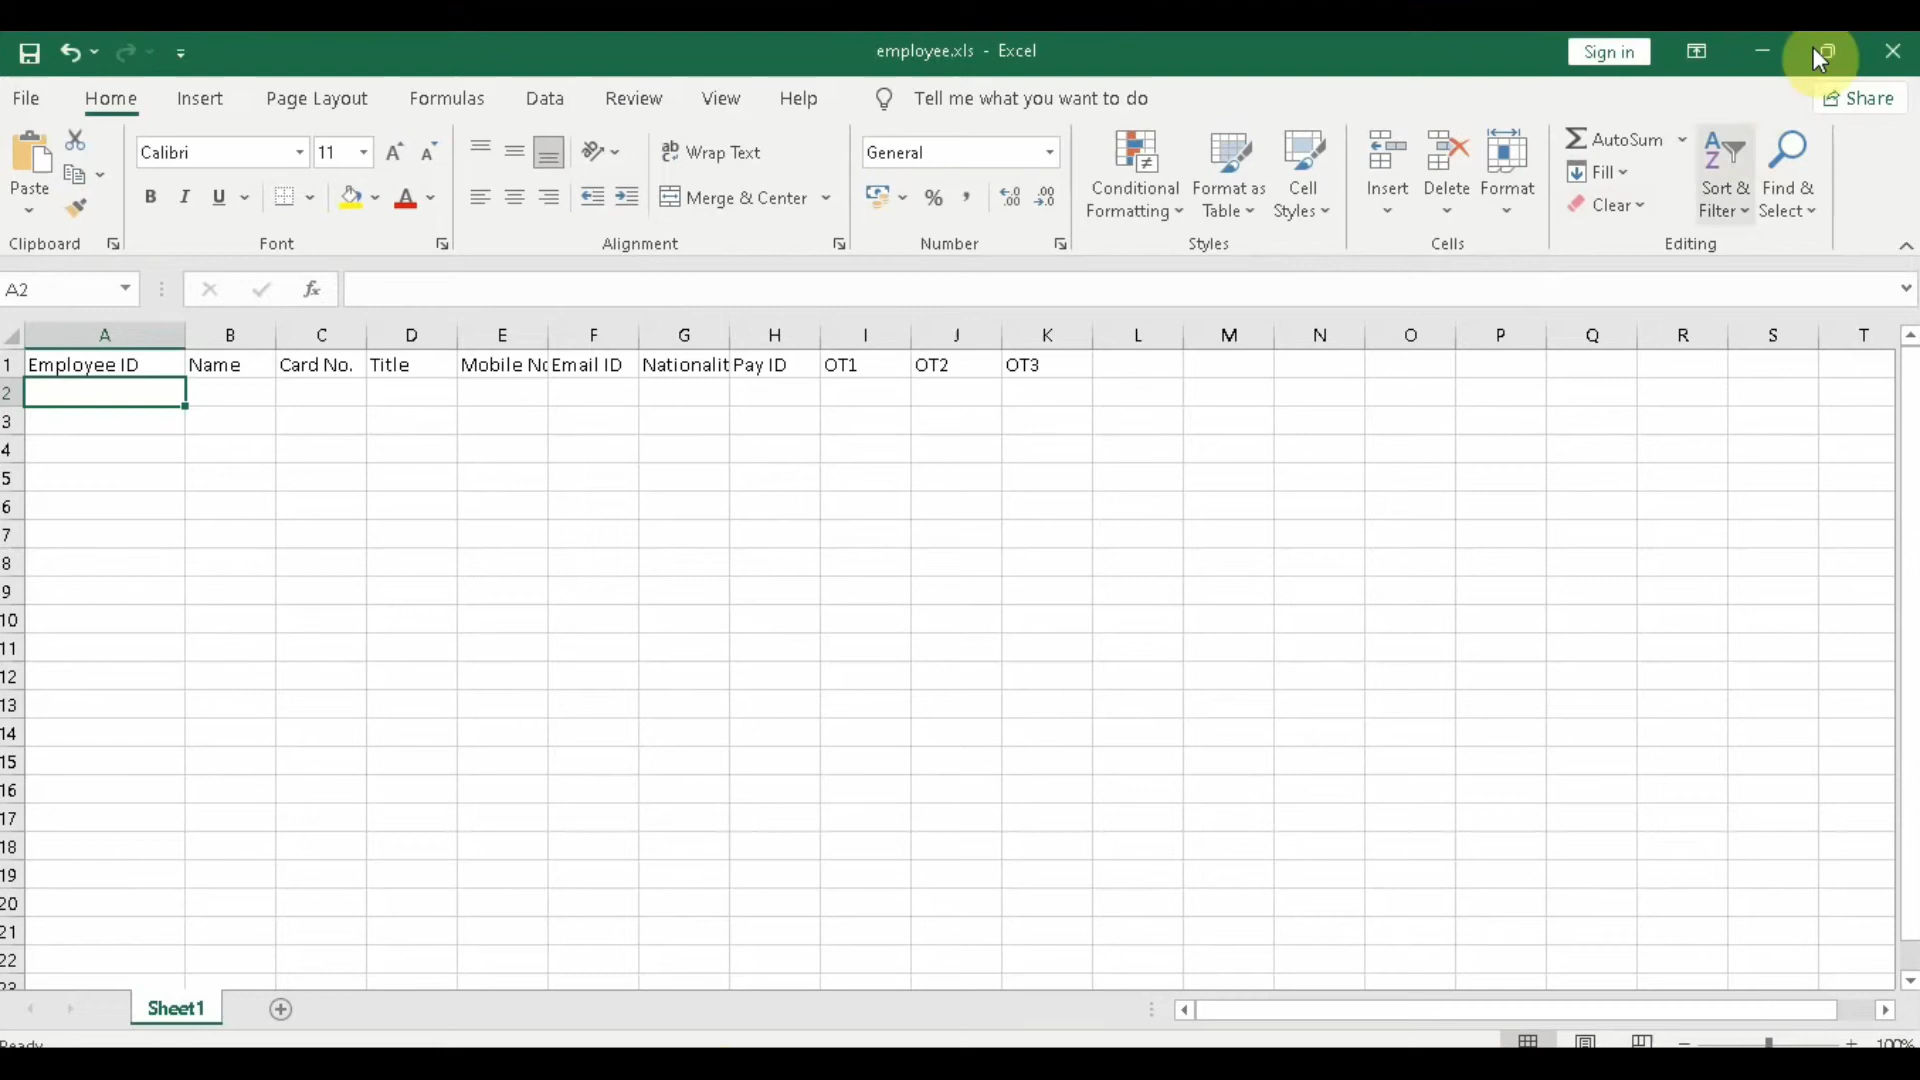 employee.xls - Excel
Sign in
File Home Insert Page Layout Formulas Data Review View Help Tell me what you want to do Share
Calibri 11 Wrap Text General AutoSum
Paste Conditional Format as Cell Insert Delete Format Fill Sort & Find &
B I U Merge & Center % , Formatting Table Styles Clear Filter Select
Clipboard Font Alignment Number Styles Cells Editing
A2 fx
A B C D E F G H I J K L M N O P Q R S T
1 Employee ID Name Card No. Title Mobile No Email ID Nationalit Pay ID OT1 OT2 OT3
2
3
4
5
6
7
8
9
10
11
12
13
14
15
16
17
18
19
20
21
22
23
Sheet1
Ready 100%